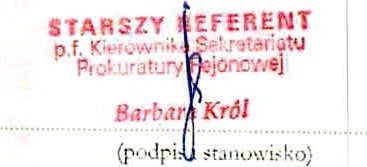 STARSZY REFERENT
p.f. Kierownika Sekretariatu
Prokuratury Rejonowej
Barbara Król
(podpis i stanowisko)